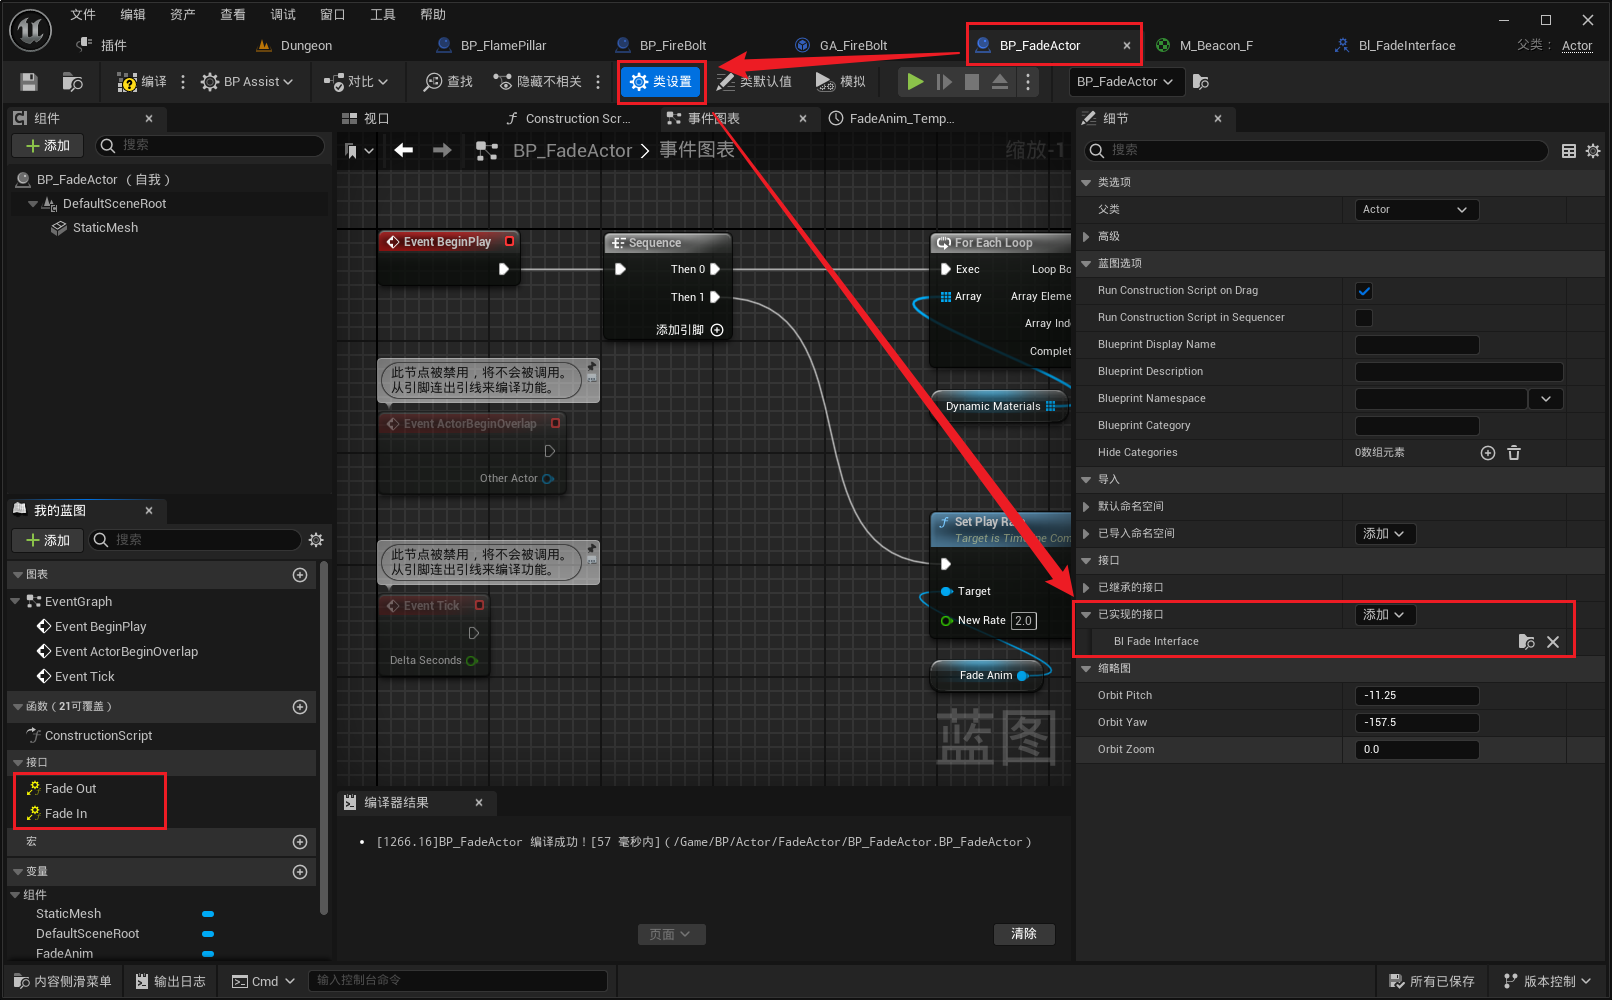 文件 编辑 资产 查看 调试 窗口 工具 帮助
插件 Dungeon BP_FlamePillar BP_FireBolt GA_FireBolt BP_FadeActor M_Beacon_F BI_FadeInterface 父类： Actor
编译 BP Assist 对比 查找 隐藏不相关 类设置 类默认值 模拟 BP_FadeActor
组件
添加 搜索
BP_FadeActor （自我）
DefaultSceneRoot
StaticMesh
我的蓝图
添加 搜索
图表
EventGraph
Event BeginPlay
Event ActorBeginOverlap
Event Tick
函数（21可覆盖）
ConstructionScript
接口
Fade Out
Fade In
宏
变量
组件
StaticMesh
DefaultSceneRoot
FadeAnim
视口 Construction Scr... 事件图表 FadeAnim_Temp...
BP_FadeActor 事件图表 缩放-1
Event BeginPlay
Sequence
Then 0
Then 1
添加引脚
For Each Loop
Exec Loop Bo
Array Array Eleme
Array Ind
Complet
此节点被禁用，将不会被调用。
从引脚连出引线来编译功能。
Event ActorBeginOverlap
Other Actor
Dynamic Materials
此节点被禁用，将不会被调用。
从引脚连出引线来编译功能。
Event Tick
Delta Seconds
Set Play R
Target is Tim ne Com
Target
New Rate 2.0
Fade Anim
蓝图
编译器结果
• [1266.16]BP_FadeActor 编译成功！[57 毫秒内]（/Game/BP/Actor/FadeActor/BP_FadeActor.BP_FadeActor）
页面 清除
细节
搜索
类选项
父类 Actor
高级
蓝图选项
Run Construction Script on Drag
Run Construction Script in Sequencer
Blueprint Display Name
Blueprint Description
Blueprint Namespace
Blueprint Category
Hide Categories 0数组元素
导入
默认命名空间
已导入命名空间 添加
接口
已继承的接口
已实现的接口 添加
BI Fade Interface
缩略图
Orbit Pitch -11.25
Orbit Yaw -157.5
Orbit Zoom 0.0
内容侧滑菜单 输出日志 Cmd 输入控制台命令 所有已保存 版本控制